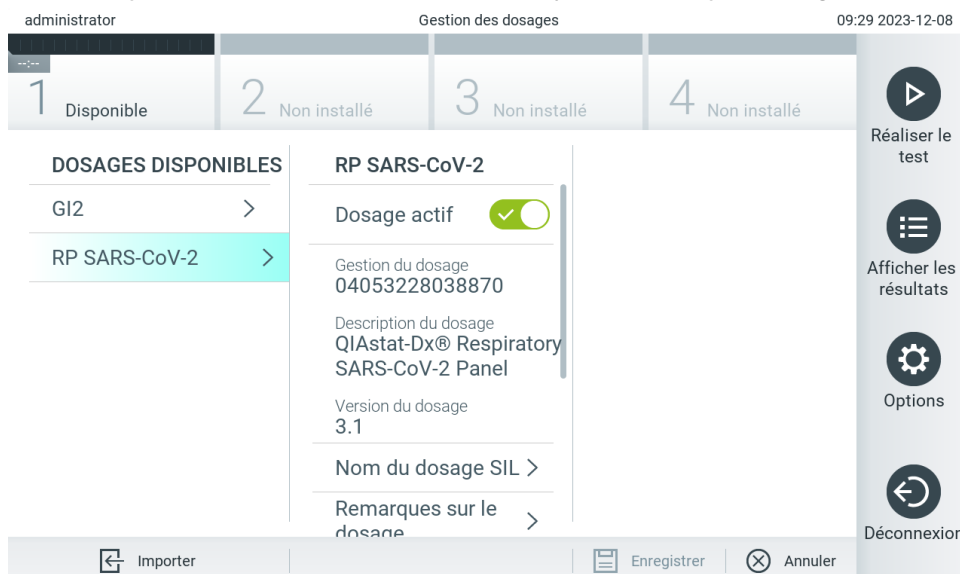 administrator
Gestion des dosages
09:29 2023-12-08
--:--
1 Disponible
2 Non installé
3 Non installé
4 Non installé
DOSAGES DISPONIBLES
GI2
RP SARS-CoV-2
RP SARS-CoV-2
Dosage actif
Gestion du dosage
04053228038870
Description du dosage
QIAstat-Dx® Respiratory
SARS-CoV-2 Panel
Version du dosage
3.1
Nom du dosage SIL
Remarques sur le
dosage
Réaliser le
test
Afficher les
résultats
Options
Déconnexion
Importer
Enregistrer
Annuler